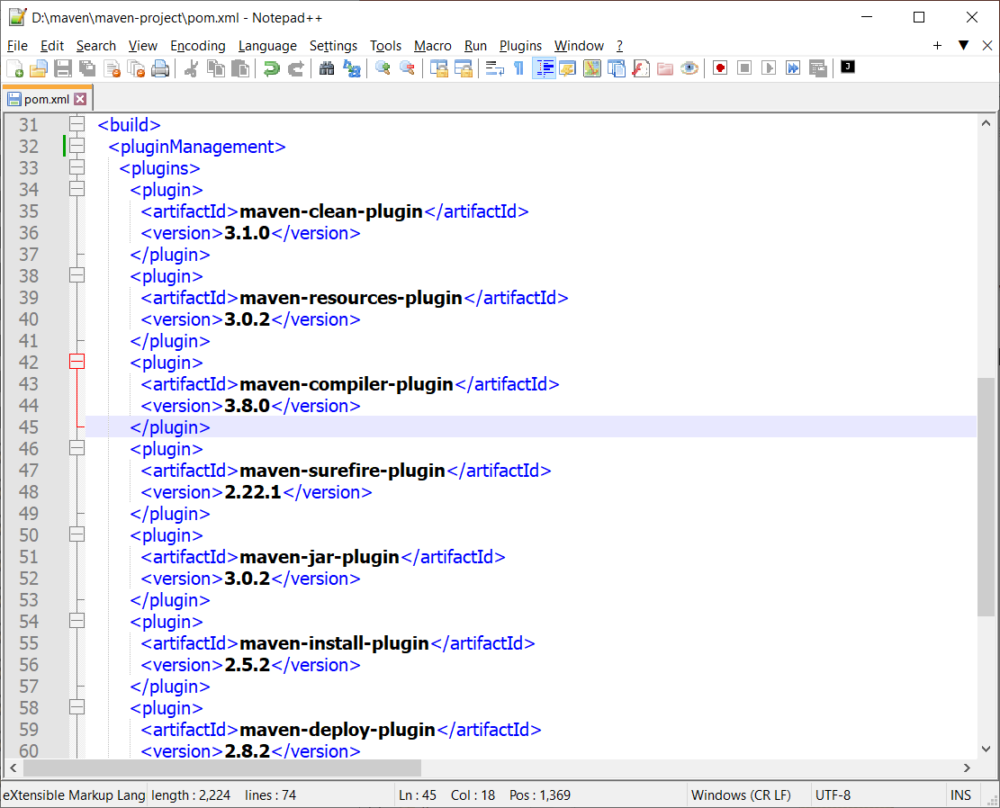 D:\maven\maven-project\pom.xml - Notepad++
File Edit Search View Encoding Language Settings Tools Macro Run Plugins Window ?
pom.xml
31 <build>
32 <pluginManagement>
33 <plugins>
34 <plugin>
35 <artifactId>maven-clean-plugin</artifactId>
36 <version>3.1.0</version>
37 </plugin>
38 <plugin>
39 <artifactId>maven-resources-plugin</artifactId>
40 <version>3.0.2</version>
41 </plugin>
42 <plugin>
43 <artifactId>maven-compiler-plugin</artifactId>
44 <version>3.8.0</version>
45 </plugin>
46 <plugin>
47 <artifactId>maven-surefire-plugin</artifactId>
48 <version>2.22.1</version>
49 </plugin>
50 <plugin>
51 <artifactId>maven-jar-plugin</artifactId>
52 <version>3.0.2</version>
53 </plugin>
54 <plugin>
55 <artifactId>maven-install-plugin</artifactId>
56 <version>2.5.2</version>
57 </plugin>
58 <plugin>
59 <artifactId>maven-deploy-plugin</artifactId>
60 <version>2.8.2</version>
eXtensible Markup Lang length : 2,224 lines : 74 Ln : 45 Col : 18 Pos : 1,369 Windows (CR LF) UTF-8 INS